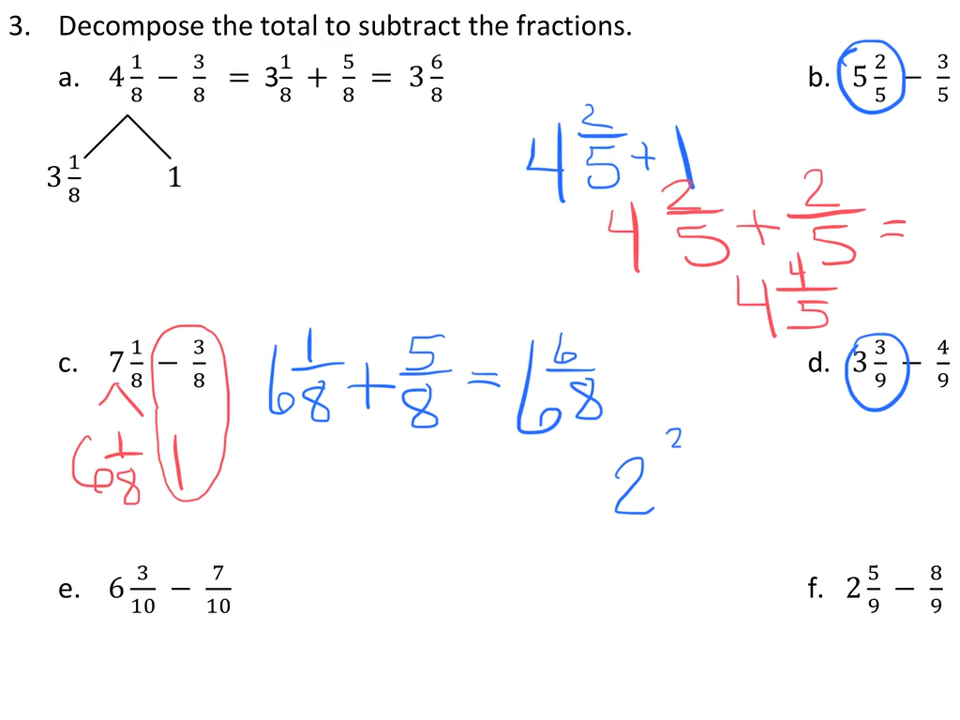 3. Decompose the total to subtract the fractions.
a. 4 1/8 − 3/8 = 3 1/8 + 5/8 = 3 6/8
3 1/8 1
b. 5 2/5 − 3/5
4 2/5 + 1
4 2/5 + 2/5 =
4 4/5
c. 7 1/8 − 3/8
6 1/8 1
6 1/8 + 5/8 = 6 6/8
d. 3 3/9 − 4/9
2 2
e. 6 3/10 − 7/10
f. 2 5/9 − 8/9